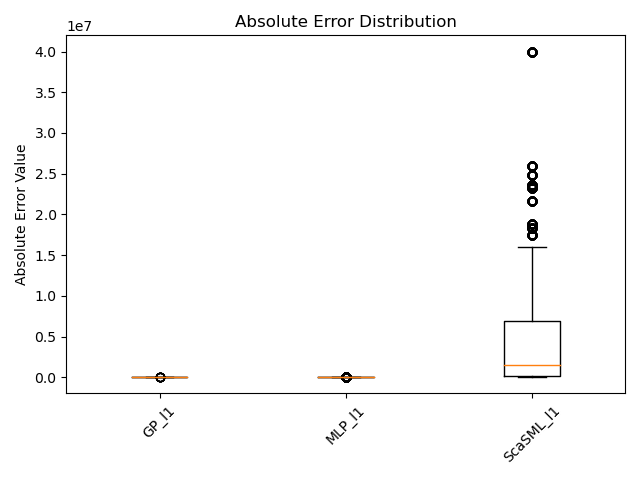 Absolute Error Distribution
1e7
Absolute Error Value
4.0
3.5
3.0
2.5
2.0
1.5
1.0
0.5
0.0
GP_l1
MLP_l1
ScaSML_l1